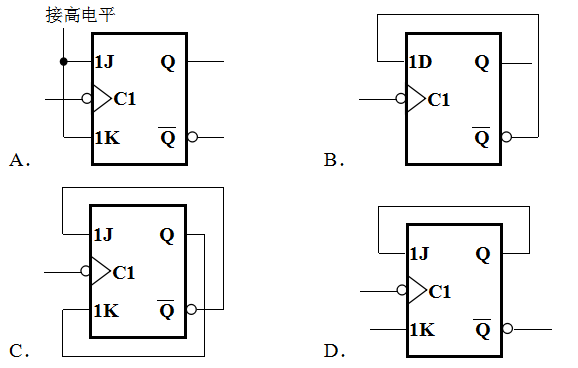 接高电平
1J Q
C1
1K Q̅
A.
1D Q
C1
Q̅
B.
1J Q
C1
1K Q̅
C.
1J Q
C1
1K Q̅
D.